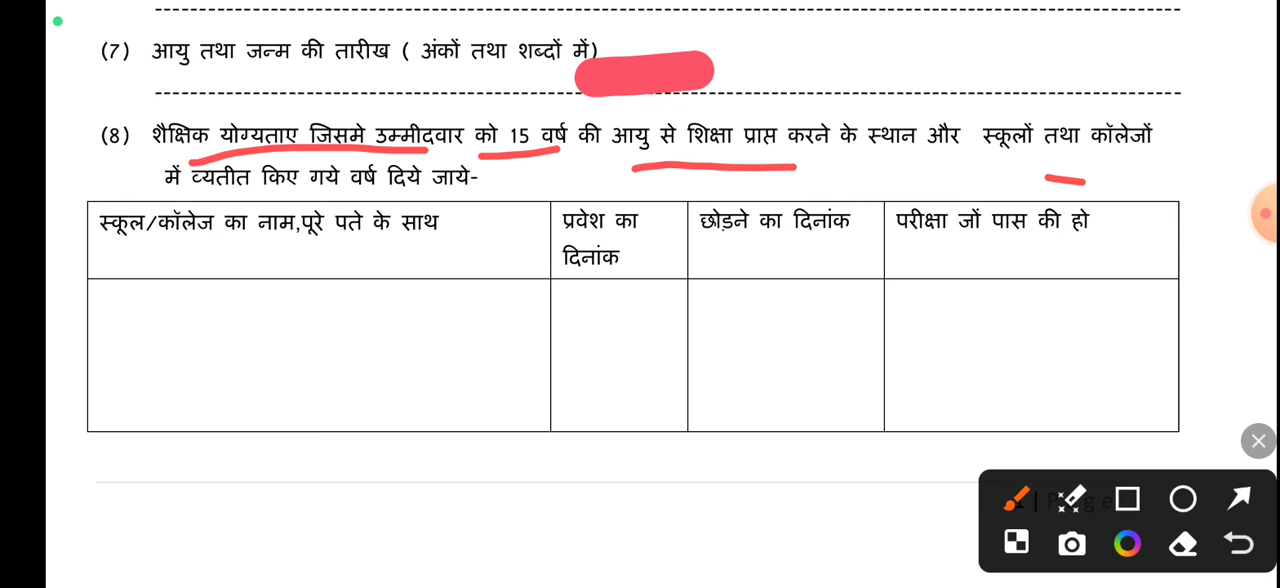 (7) आयु तथा जन्म की तारीख ( अंकों तथा शब्दों में)
(8) शैक्षिक योग्यताए जिसमे उम्मीदवार को 15 वर्ष की आयु से शिक्षा प्राप्त करने के स्थान और स्कूलों तथा कॉलेजों
में व्यतीत किए गये वर्ष दिये जाये-
स्कूल/कॉलेज का नाम,पूरे पते के साथ
प्रवेश का
दिनांक
छोड़ने का दिनांक
परीक्षा जों पास की हो